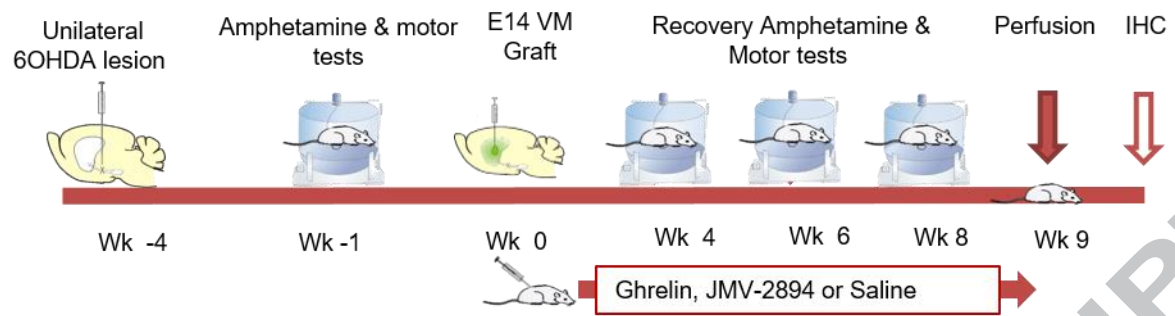 Unilateral
6OHDA lesion
Amphetamine & motor
tests
E14 VM
Graft
Recovery Amphetamine &
Motor tests
Perfusion
IHC
Wk -4
Wk -1
Wk 0
Wk 4
Wk 6
Wk 8
Wk 9
Ghrelin, JMV-2894 or Saline